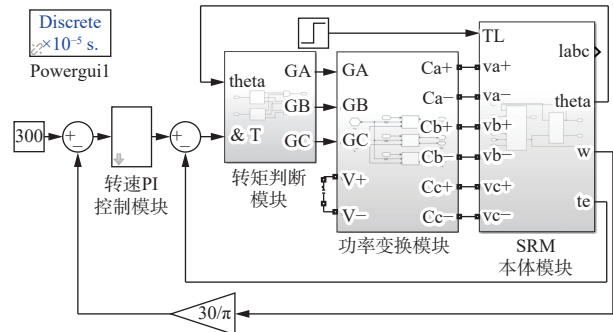 Discrete
×10⁻⁵ s.
Powergui1
300
+
−
转速PI
控制模块
+
−
theta
& T
GA
GB
GC
转矩判断
模块
GA
GB
GC
V+
V−
Ca+
Ca−
Cb+
Cb−
Cc+
Cc−
功率变换模块
TL
va+
va−
vb+
vb−
vc+
vc−
labc
theta
w
te
SRM
本体模块
30/π